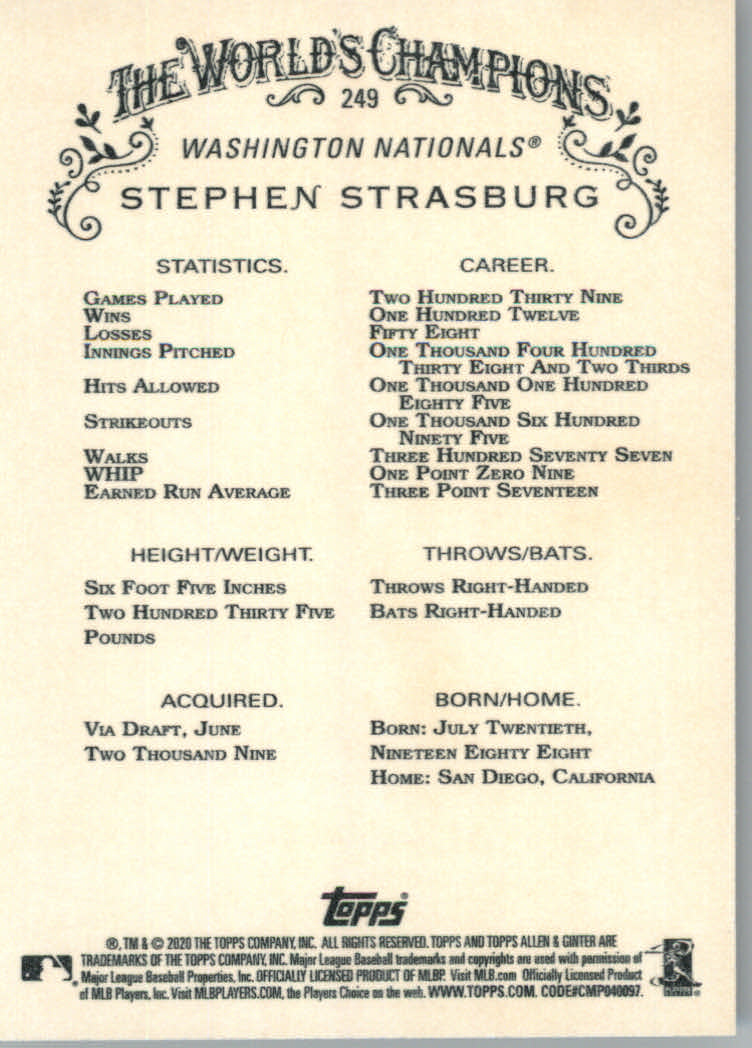 THE WORLD'S CHAMPIONS
249
WASHINGTON NATIONALS®
STEPHEN STRASBURG
STATISTICS. CAREER.
GAMES PLAYED TWO HUNDRED THIRTY NINE
WINS ONE HUNDRED TWELVE
LOSSES FIFTY EIGHT
INNINGS PITCHED ONE THOUSAND FOUR HUNDRED
THIRTY EIGHT AND TWO THIRDS
HITS ALLOWED ONE THOUSAND ONE HUNDRED
EIGHTY FIVE
STRIKEOUTS ONE THOUSAND SIX HUNDRED
NINETY FIVE
WALKS THREE HUNDRED SEVENTY SEVEN
WHIP ONE POINT ZERO NINE
EARNED RUN AVERAGE THREE POINT SEVENTEEN
HEIGHT/WEIGHT. THROWS/BATS.
SIX FOOT FIVE INCHES THROWS RIGHT-HANDED
TWO HUNDRED THIRTY FIVE BATS RIGHT-HANDED
POUNDS
ACQUIRED. BORN/HOME.
VIA DRAFT, JUNE BORN: JULY TWENTIETH,
TWO THOUSAND NINE NINETEEN EIGHTY EIGHT
HOME: SAN DIEGO, CALIFORNIA
Topps®
®, TM & © 2020 THE TOPPS COMPANY, INC. ALL RIGHTS RESERVED. TOPPS AND TOPPS ALLEN & GINTER ARE
TRADEMARKS OF THE TOPPS COMPANY, INC. Major League Baseball trademarks and copyrights are used with permission of
Major League Baseball Properties, Inc. OFFICIALLY LICENSED PRODUCT OF MLBP. Visit MLB.com Officially Licensed Product
of MLB Players, Inc. Visit MLBPLAYERS.COM, the Players Choice on the web. WWW.TOPPS.COM. CODE#CMP040097.